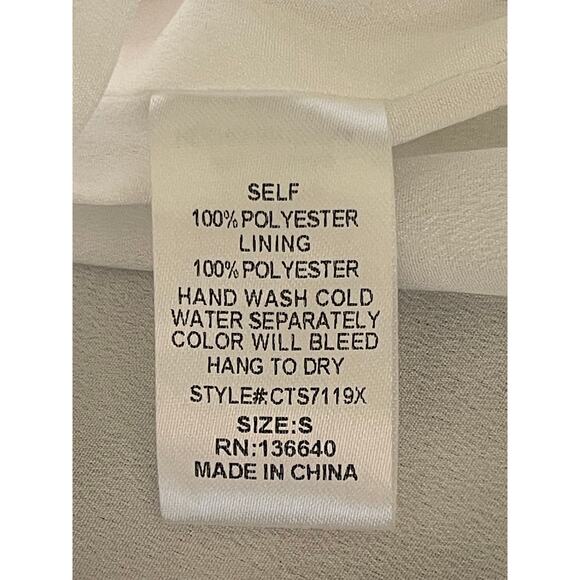 SELF
100% POLYESTER
LINING
100% POLYESTER
HAND WASH COLD
WATER SEPARATELY
COLOR WILL BLEED
HANG TO DRY
STYLE#:CTS7119X
SIZE:S
RN:136640
MADE IN CHINA